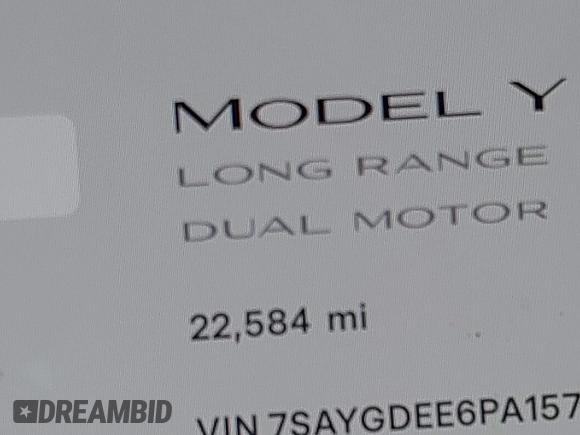 MODEL Y
LONG RANGE
DUAL MOTOR
22,584 mi
VIN 7SAYGDEE6PA157
DREAMBID